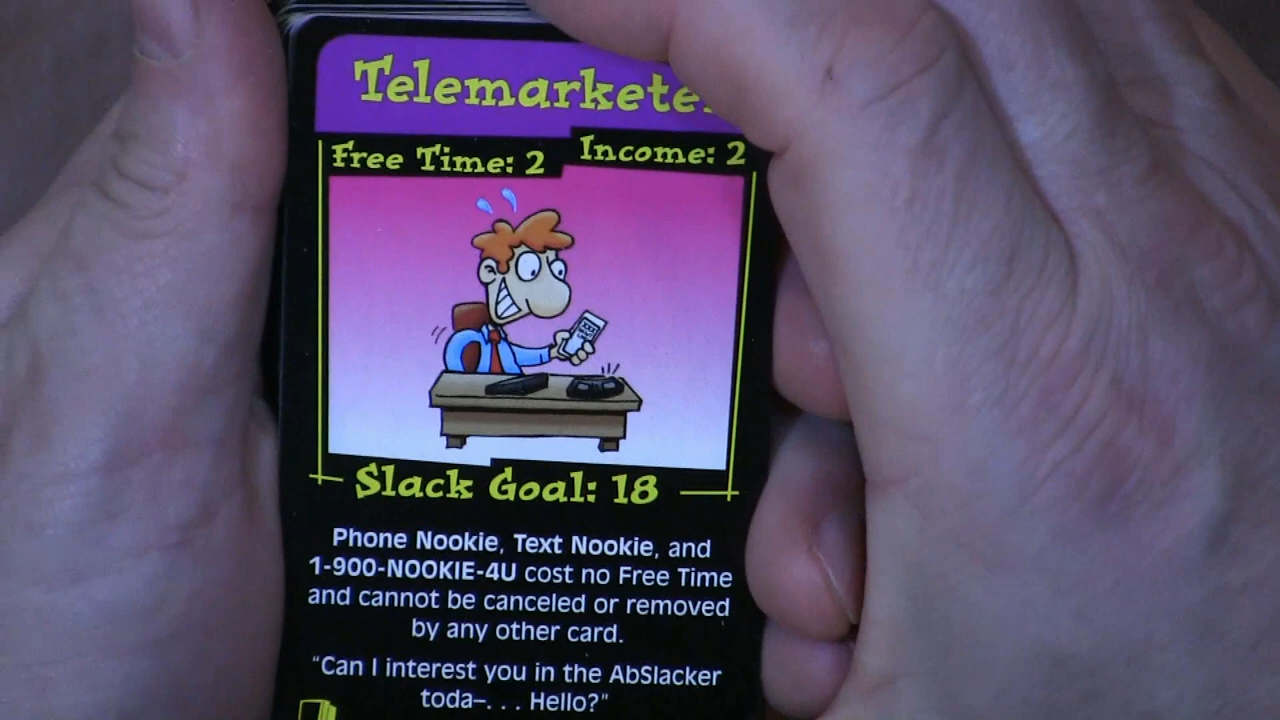 Telemarketer
Free Time: 2
Income: 2
XXX
Slack Goal: 18
Phone Nookie, Text Nookie, and
1-900-NOOKIE-4U cost no Free Time
and cannot be canceled or removed
by any other card.
"Can I interest you in the AbSlacker
toda–. . . Hello?"